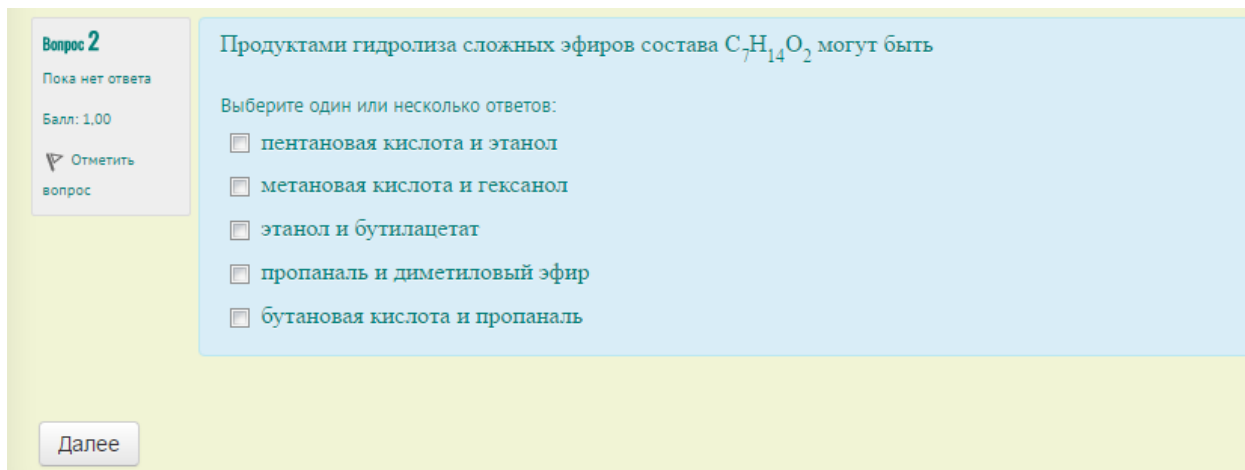 Вопрос 2
Пока нет ответа
Балл: 1,00
Отметить
вопрос
Продуктами гидролиза сложных эфиров состава C₇H₁₄O₂ могут быть
Выберите один или несколько ответов:
пентановая кислота и этанол
метановая кислота и гексанол
этанол и бутилацетат
пропаналь и диметиловый эфир
бутановая кислота и пропаналь
Далее